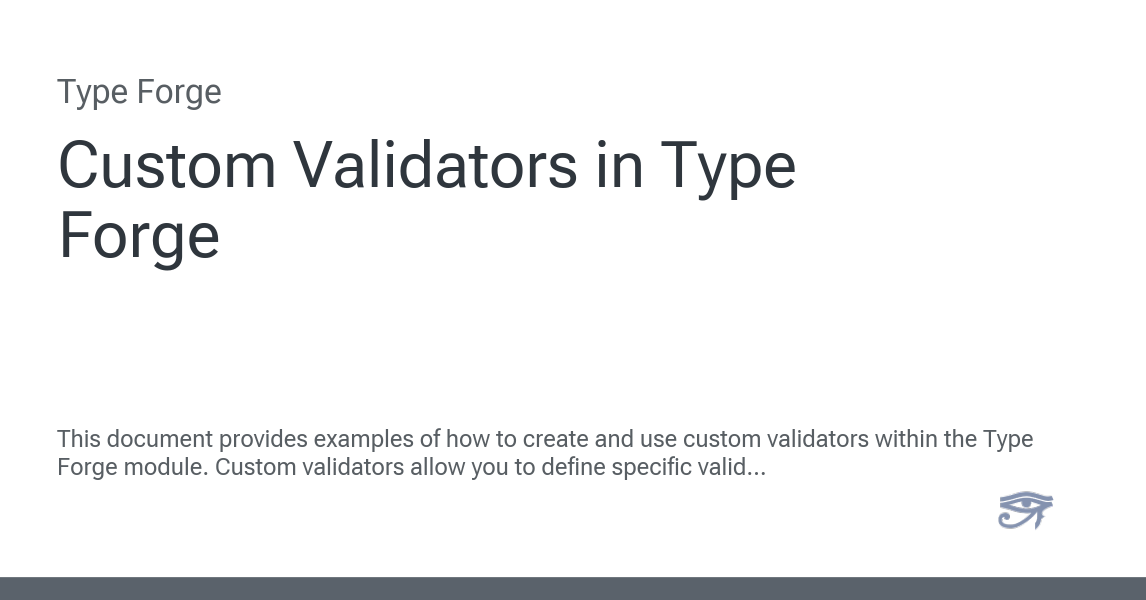 Type Forge
Custom Validators in Type
Forge
This document provides examples of how to create and use custom validators within the Type
Forge module. Custom validators allow you to define specific valid...